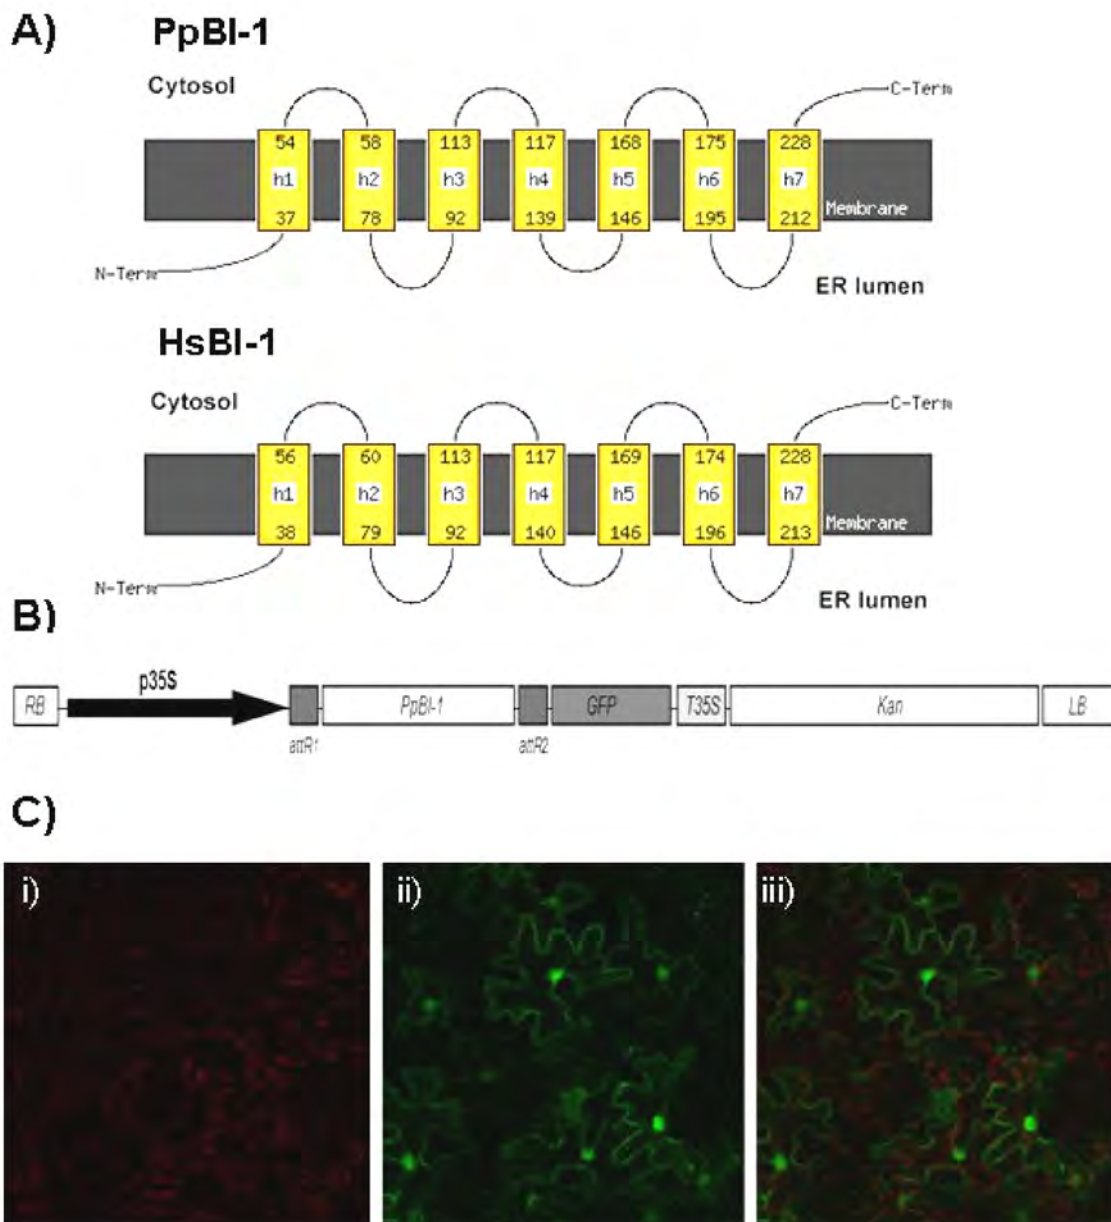 A)
PpBI-1
Cytosol
C-Term
54 58 113 117 168 175 228
h1 h2 h3 h4 h5 h6 h7
37 78 92 139 146 195 212
Membrane
N-Term
ER lumen
HsBI-1
Cytosol
C-Term
56 60 113 117 169 174 228
h1 h2 h3 h4 h5 h6 h7
38 79 92 140 146 196 213
Membrane
N-Term
ER lumen
B)
p35S
RB PpBI-1 GFP T35S Kan LB
attR1 attR2
C)
i) ii) iii)